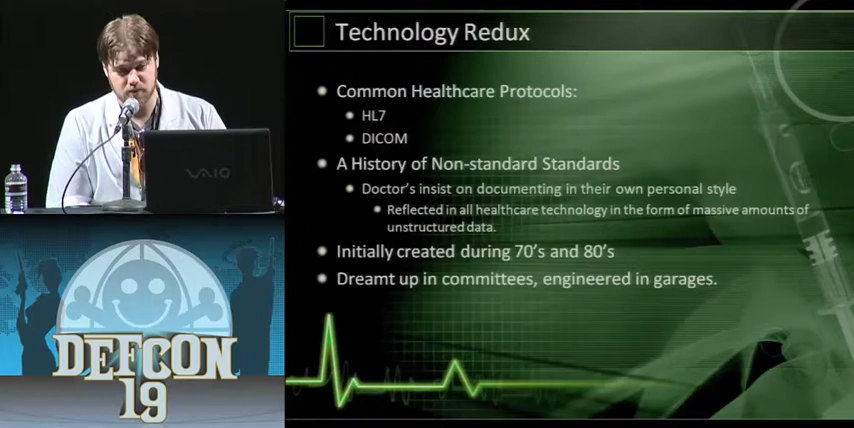 Technology Redux
Common Healthcare Protocols:
HL7
DICOM
A History of Non-standard Standards
Doctor's insist on documenting in their own personal style
Reflected in all healthcare technology in the form of massive amounts of
unstructured data.
Initially created during 70's and 80's
Dreamt up in committees, engineered in garages.
VAIO
DEFCON
19